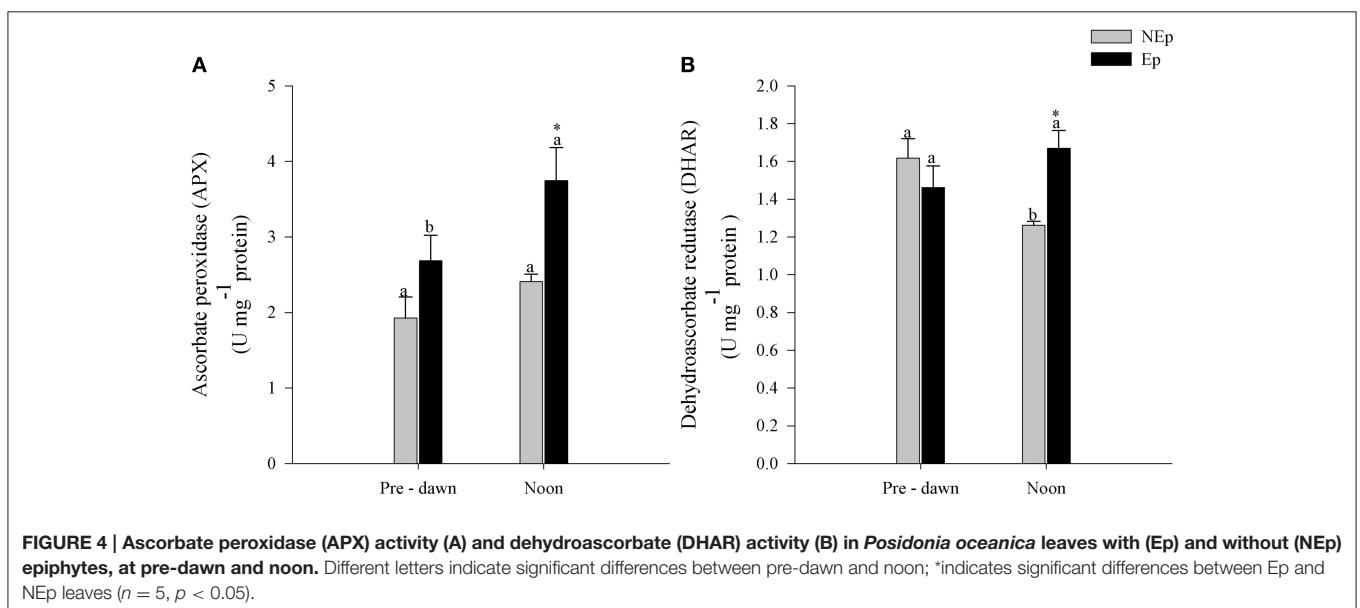 NEp
Ep
A
5
4
3
2
1
0
Ascorbate peroxidase (APX)
(U mg-1 protein)
a
b
a
*
a
Pre - dawn
Noon
B
2.0
1.8
1.6
1.4
1.2
1.0
0.8
0.6
0.4
0.2
0.0
Dehydroascorbate redutase (DHAR)
(U mg-1 protein )
a
a
b
*
a
Pre - dawn
Noon
FIGURE 4 | Ascorbate peroxidase (APX) activity (A) and dehydroascorbate (DHAR) activity (B) in Posidonia oceanica leaves with (Ep) and without (NEp)
epiphytes, at pre-dawn and noon. Different letters indicate significant differences between pre-dawn and noon; *indicates significant differences between Ep and
NEp leaves (n = 5, p < 0.05).